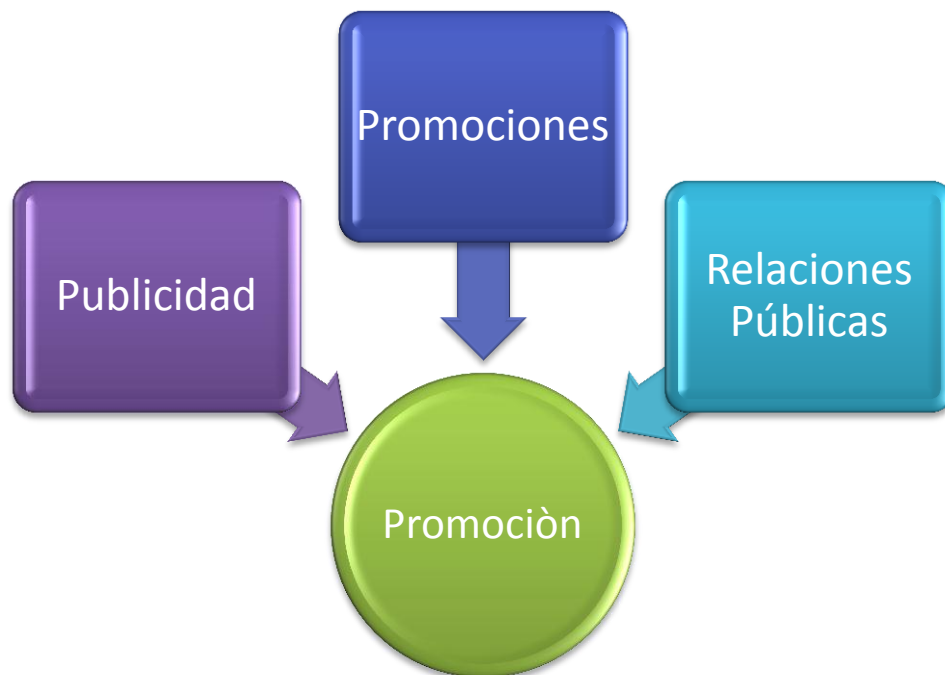 Promociones
Publicidad
Relaciones
Públicas
Promociòn